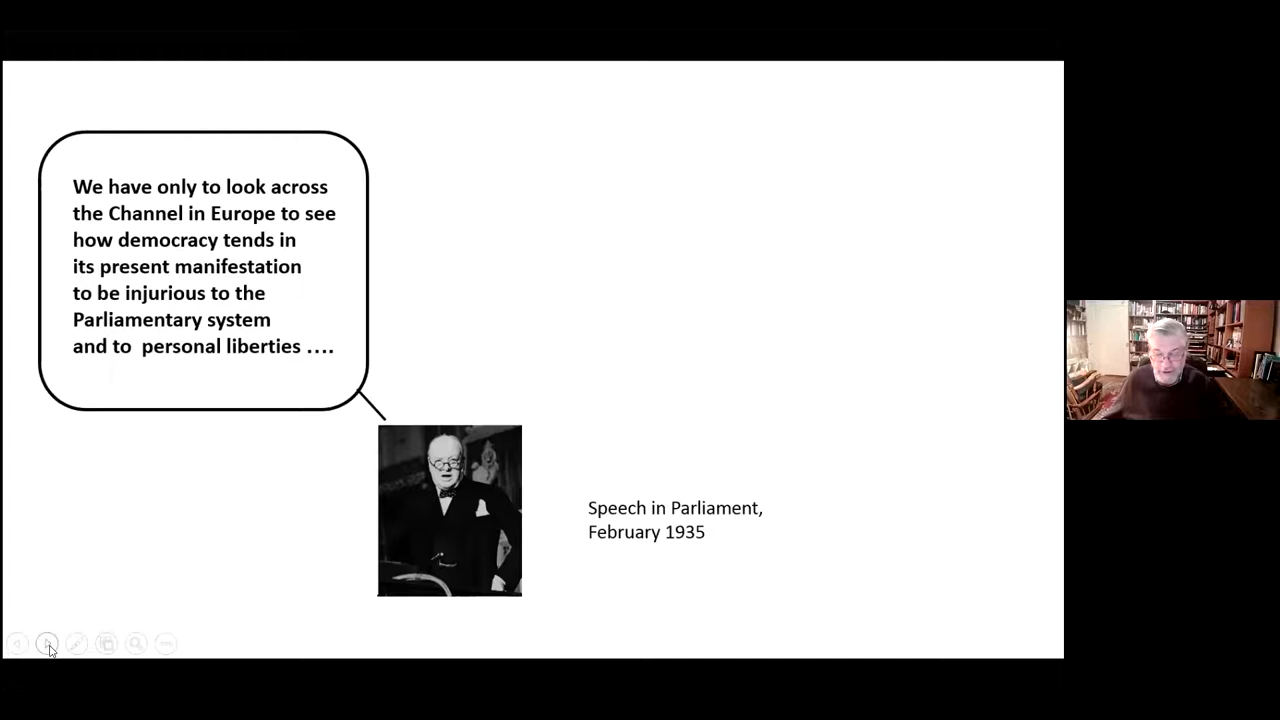 We have only to look across
the Channel in Europe to see
how democracy tends in
its present manifestation
to be injurious to the
Parliamentary system
and to  personal liberties ....
Speech in Parliament,
February 1935